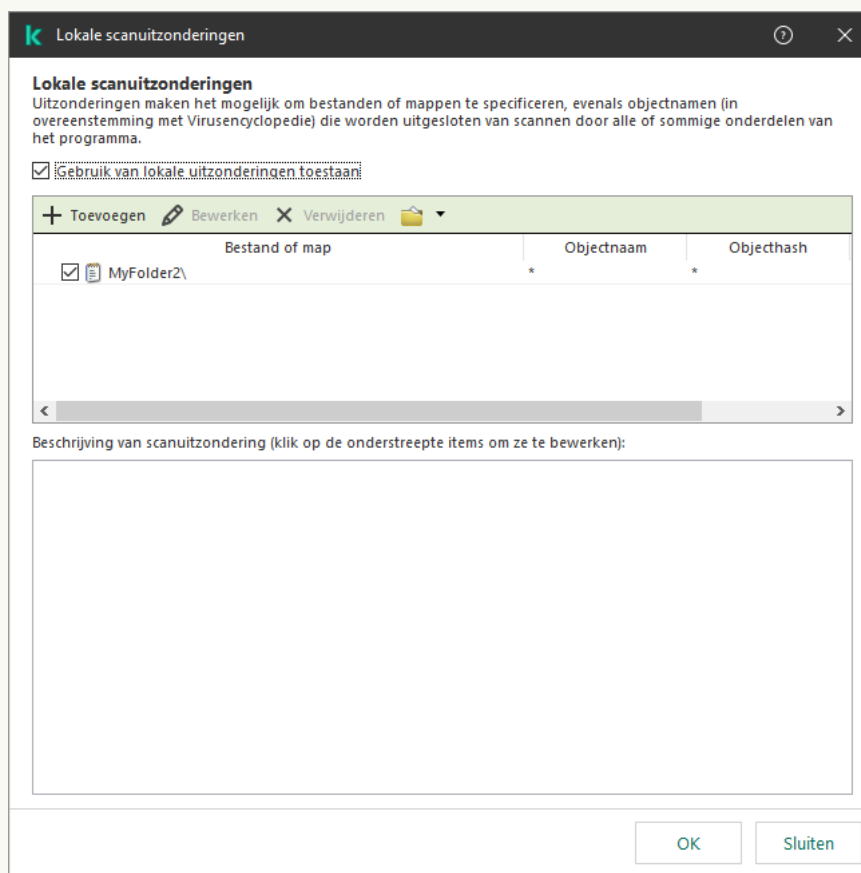 Lokale scanuitzonderingen
Lokale scanuitzonderingen
Uitzonderingen maken het mogelijk om bestanden of mappen te specificeren, evenals objectnamen (in
overeenstemming met Virusencyclopedie) die worden uitgesloten van scannen door alle of sommige onderdelen van
het programma.
Gebruik van lokale uitzonderingen toestaan
Toevoegen Bewerken Verwijderen
Bestand of map Objectnaam Objecthash
MyFolder2\ * *
Beschrijving van scanuitzondering (klik op de onderstreepte items om ze te bewerken):
OK Sluiten